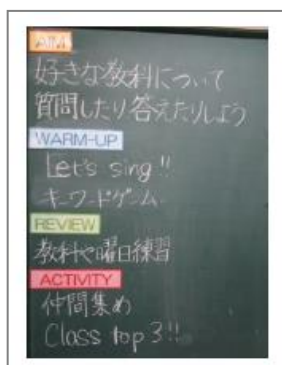 AIM
好きな教科について
質問したり答えたりしよう
WARM-UP
Let's sing!!
キーワードゲーム
REVIEW
教科や曜日練習
ACTIVITY
仲間集め
Class top 3!!